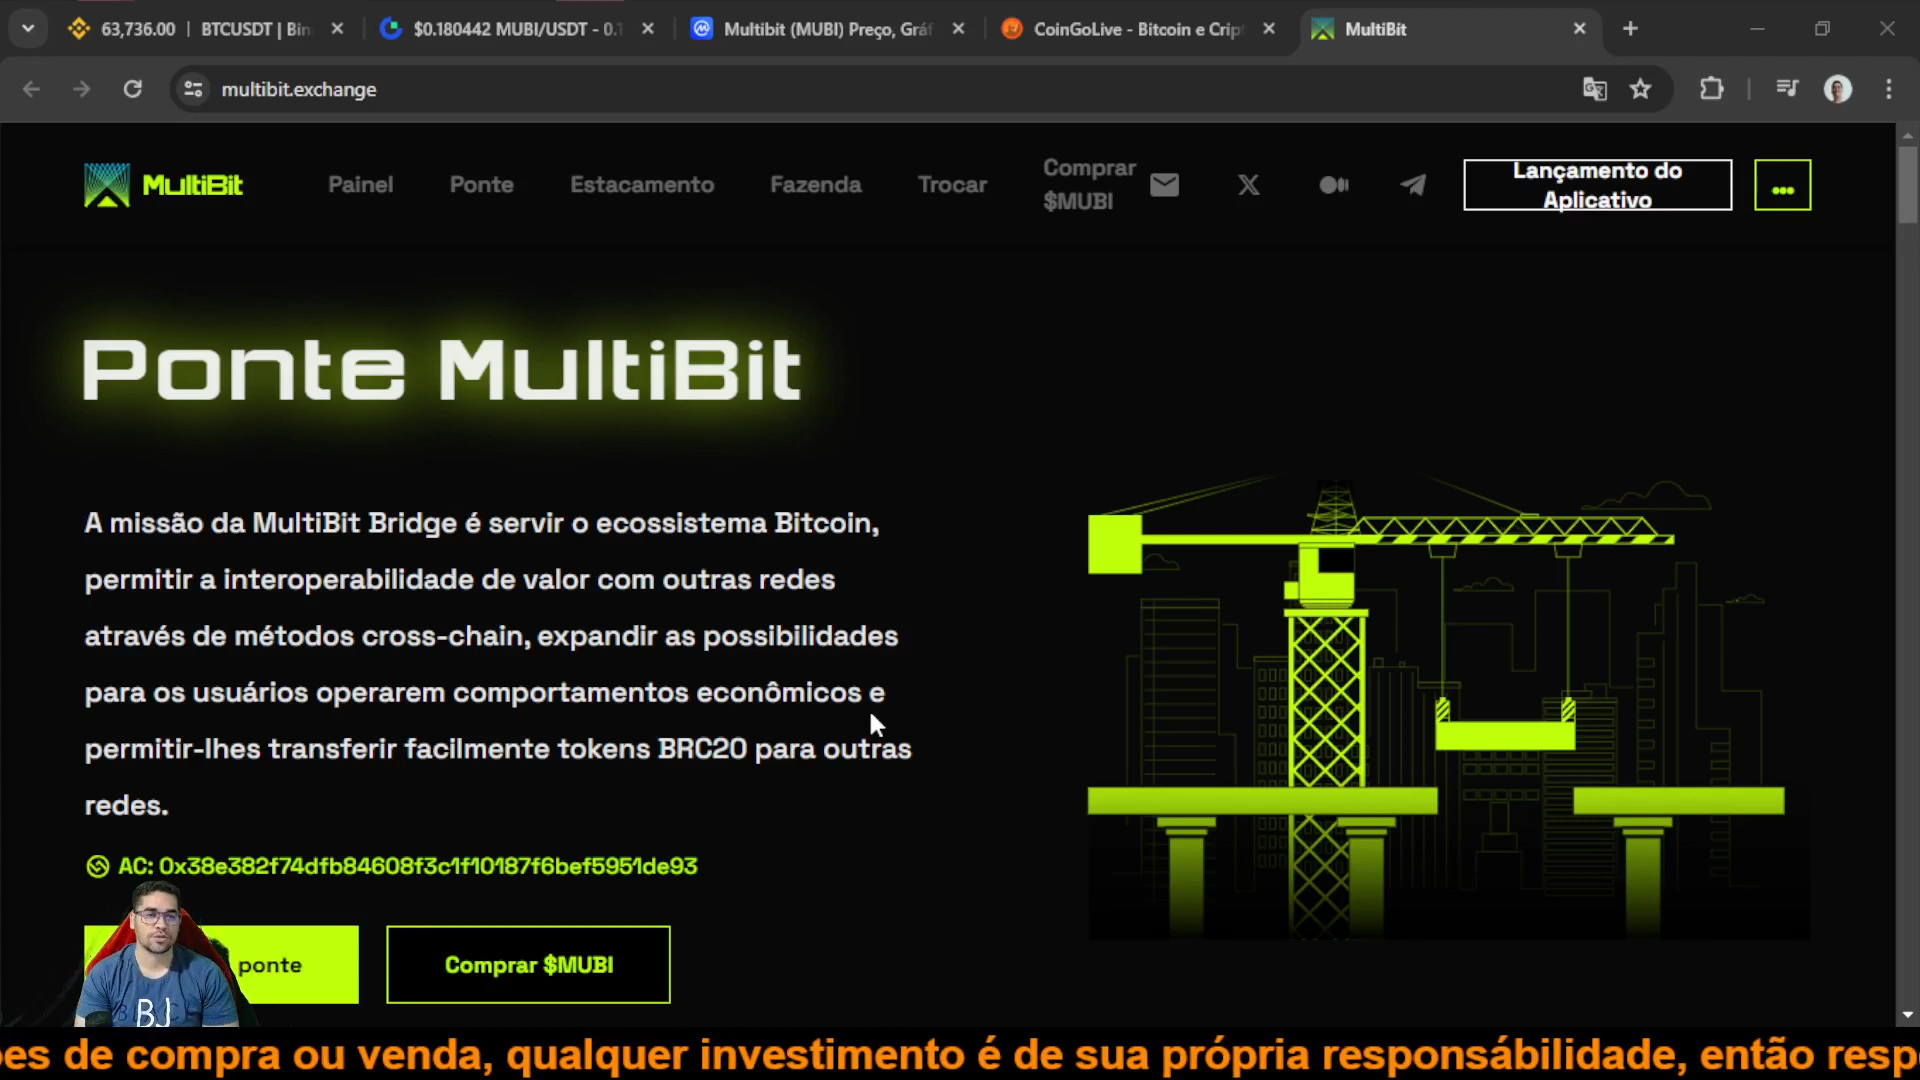 63,736.00 | BTCUSDT | Bin
$0.180442 MUBI/USDT - 0.1
Multibit (MUBI) Preço, Gráf
CoinGoLive - Bitcoin e Crip
MultiBit
multibit.exchange
MultiBit
Painel
Ponte
Estacamento
Fazenda
Trocar
Comprar
$MUBI
Lançamento do
Aplicativo
Ponte MultiBit
A missão da MultiBit Bridge é servir o ecossistema Bitcoin,
permitir a interoperabilidade de valor com outras redes
através de métodos cross-chain, expandir as possibilidades
para os usuários operarem comportamentos econômicos e
permitir-lhes transferir facilmente tokens BRC20 para outras
redes.
AC: 0x38e382f74dfb84608f3c1f10187f6bef5951de93
ponte
Comprar $MUBI
BJ
es de compra ou venda, qualquer investimento é de sua própria responsábilidade, então resp